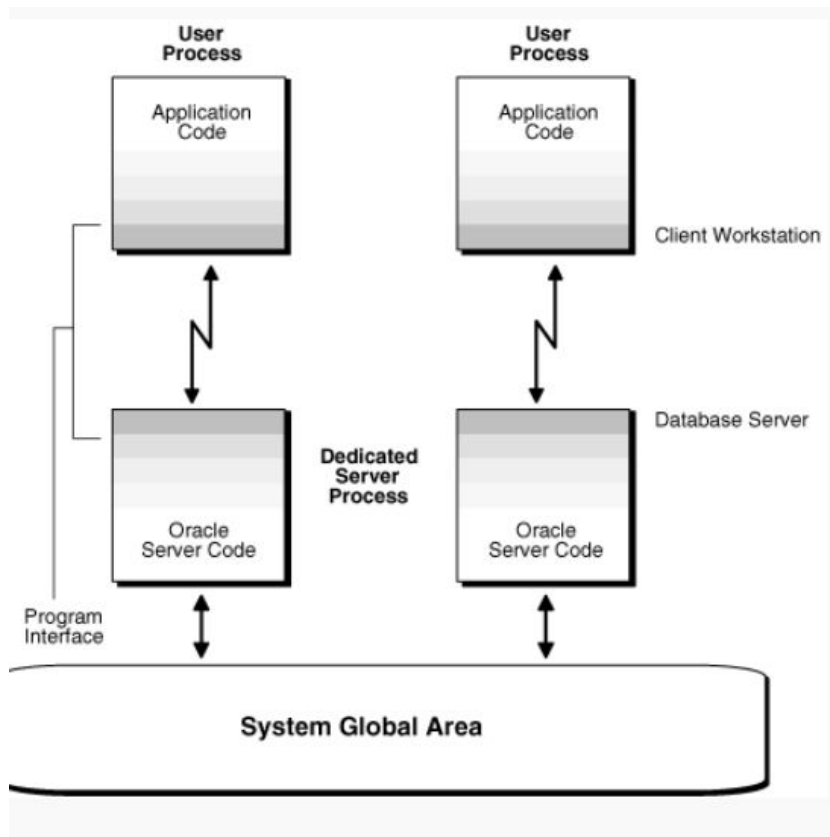 User
Process
User
Process
Application
Code
Application
Code
Client Workstation
Database Server
Dedicated
Server
Process
Oracle
Server Code
Oracle
Server Code
Program
Interface
System Global Area